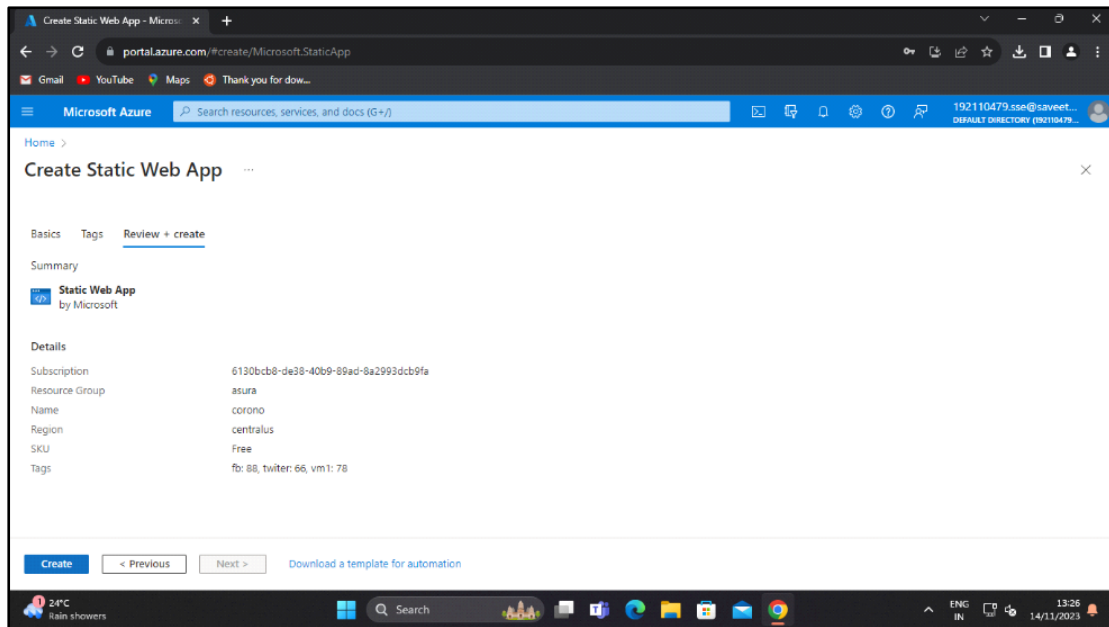 Create Static Web App - Micros
portal.azure.com/#create/Microsoft.StaticApp
Gmail YouTube Maps Thank you for dow...
Microsoft Azure Search resources, services, and docs (G+/) 192110479.sse@saveet...
DEFAULT DIRECTORY (192110479...
Home >
Create Static Web App ...
Basics Tags Review + create
Summary
Static Web App
by Microsoft
Details
Subscription 6130bcb8-de38-40b9-89ad-8a2993dcb9fa
Resource Group asura
Name corono
Region centralus
SKU Free
Tags fb: 88, twiter: 66, vm1: 78
Create < Previous Next > Download a template for automation
1 24°C Search ENG 13:26
Rain showers IN 14/11/2023